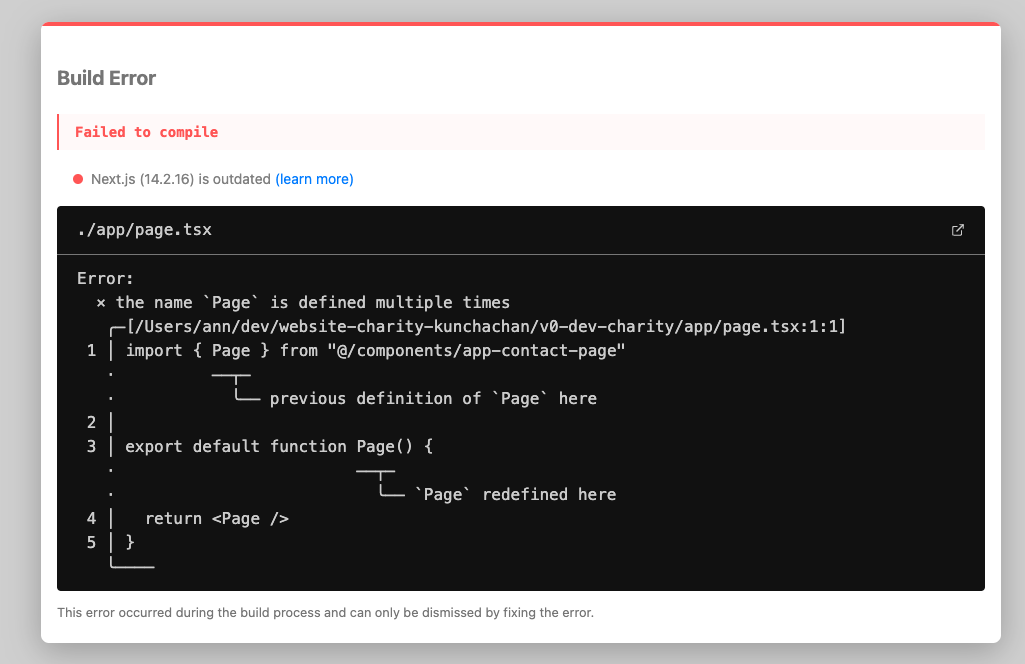 Build Error
Failed to compile
Next.js (14.2.16) is outdated (learn more)
./app/page.tsx
Error:
× the name `Page` is defined multiple times
╭─[/Users/ann/dev/website-charity-kunchachan/v0-dev-charity/app/page.tsx:1:1]
1 │ import { Page } from "@/components/app-contact-page"
·          ──┬─
·            ╰── previous definition of `Page` here
2 │
3 │ export default function Page() {
·                         ──┬─
·                           ╰── `Page` redefined here
4 │   return <Page />
5 │ }
╰────
This error occurred during the build process and can only be dismissed by fixing the error.